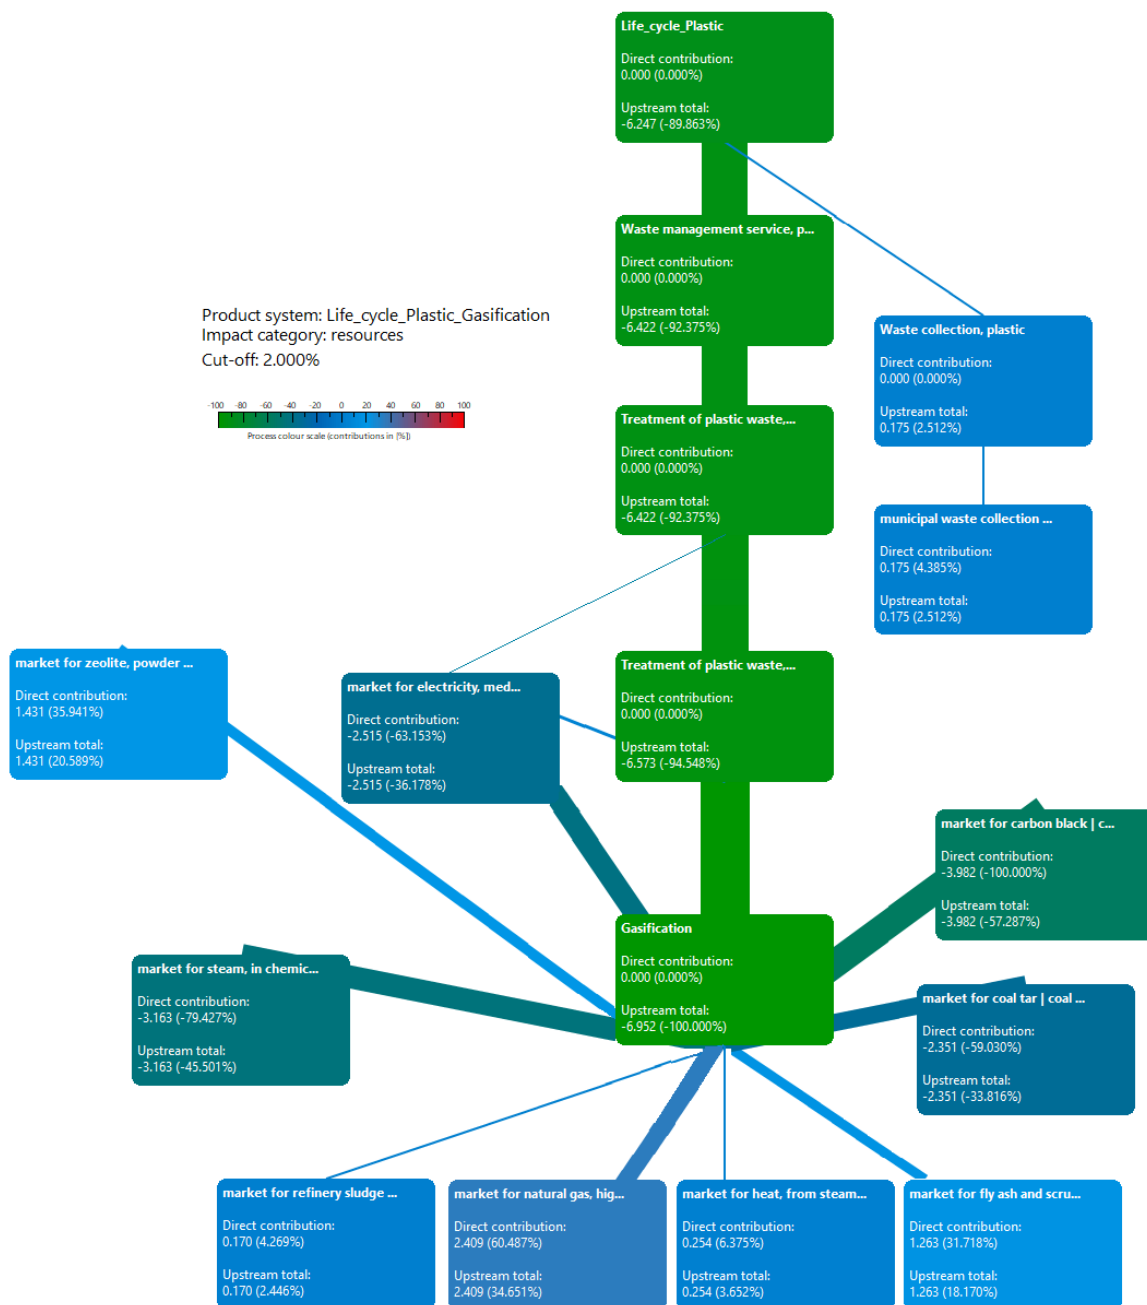 Life_cycle_Plastic
Direct contribution:
0.000 (0.000%)
Upstream total:
-6.247 (-89.863%)
Waste management service, p...
Direct contribution:
0.000 (0.000%)
Upstream total:
-6.422 (-92.375%)
Product system: Life_cycle_Plastic_Gasification
Impact category: resources
Cut-off: 2.000%
-100 -80 -60 -40 -20 0 20 40 60 80 100
Process colour scale (contributions in [%])
Waste collection, plastic
Direct contribution:
0.000 (0.000%)
Upstream total:
0.175 (2.512%)
Treatment of plastic waste,...
Direct contribution:
0.000 (0.000%)
Upstream total:
-6.422 (-92.375%)
municipal waste collection ...
Direct contribution:
0.175 (4.385%)
Upstream total:
0.175 (2.512%)
market for zeolite, powder ...
Direct contribution:
1.431 (35.941%)
Upstream total:
1.431 (20.589%)
market for electricity, med...
Direct contribution:
-2.515 (-63.153%)
Upstream total:
-2.515 (-36.178%)
Treatment of plastic waste,...
Direct contribution:
0.000 (0.000%)
Upstream total:
-6.573 (-94.548%)
market for carbon black | c...
Direct contribution:
-3.982 (-100.000%)
Upstream total:
-3.982 (-57.287%)
Gasification
Direct contribution:
0.000 (0.000%)
Upstream total:
-6.952 (-100.000%)
market for steam, in chemic...
Direct contribution:
-3.163 (-79.427%)
Upstream total:
-3.163 (-45.501%)
market for coal tar | coal ...
Direct contribution:
-2.351 (-59.030%)
Upstream total:
-2.351 (-33.816%)
market for refinery sludge ...
Direct contribution:
0.170 (4.269%)
Upstream total:
0.170 (2.446%)
market for natural gas, hig...
Direct contribution:
2.409 (60.487%)
Upstream total:
2.409 (34.651%)
market for heat, from steam...
Direct contribution:
0.254 (6.375%)
Upstream total:
0.254 (3.652%)
market for fly ash and scru...
Direct contribution:
1.263 (31.718%)
Upstream total:
1.263 (18.170%)